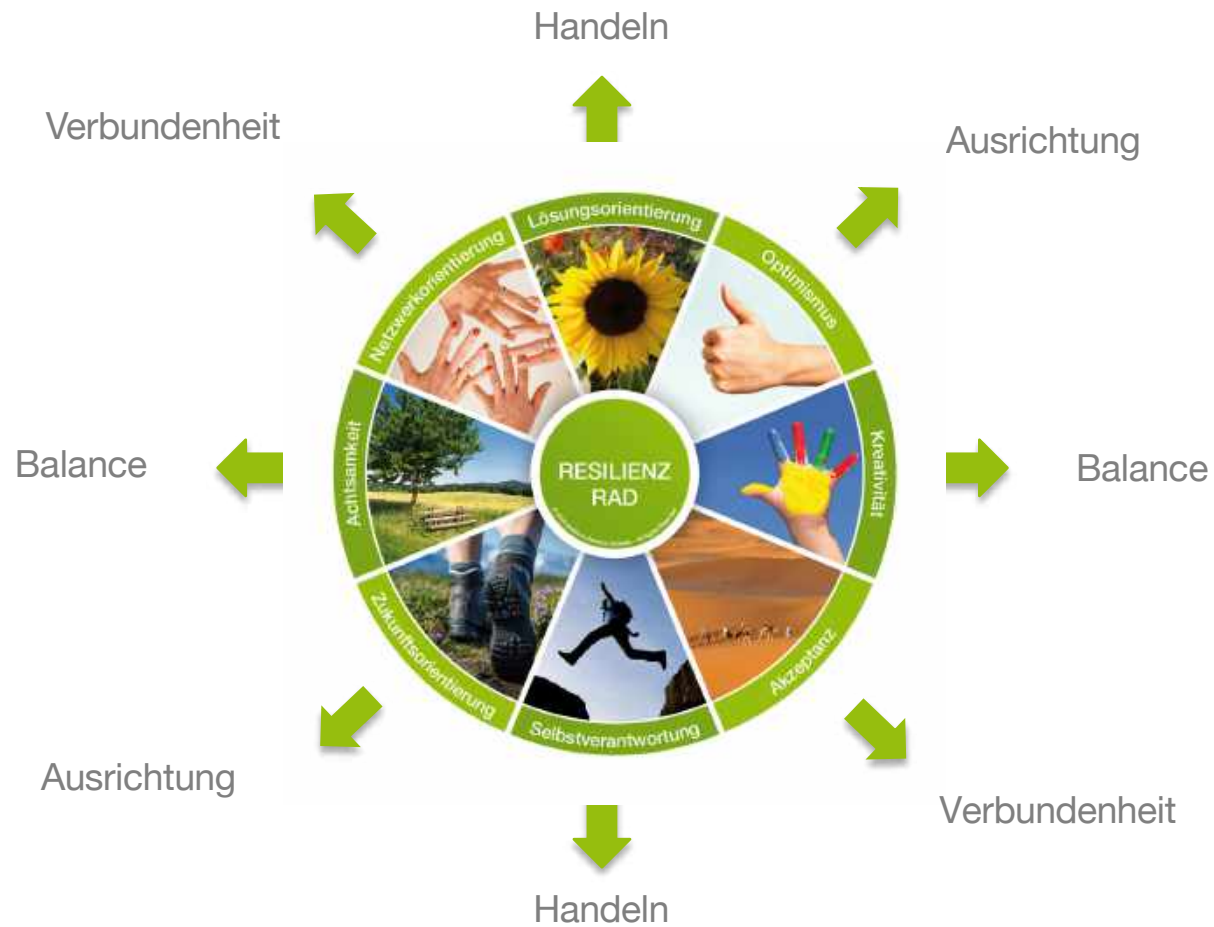 Handeln
Verbundenheit
Ausrichtung
Lösungsorientierung
Netzwerkorientierung
Optimismus
Achtsamkeit
Kreativität
Balance
RESILIENZ
RAD
Balance
Zukunftsorientierung
Akzeptanz
Selbstverantwortung
Ausrichtung
Verbundenheit
Handeln